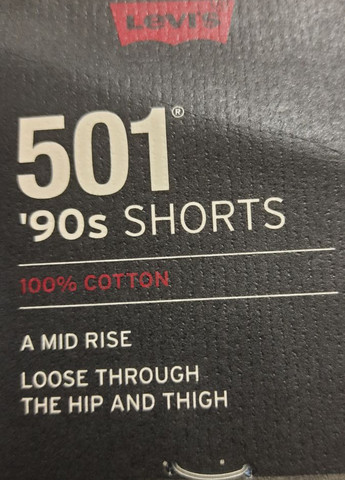 LEVI'S
501®
'90s SHORTS
100% COTTON
A MID RISE
LOOSE THROUGH
THE HIP AND THIGH